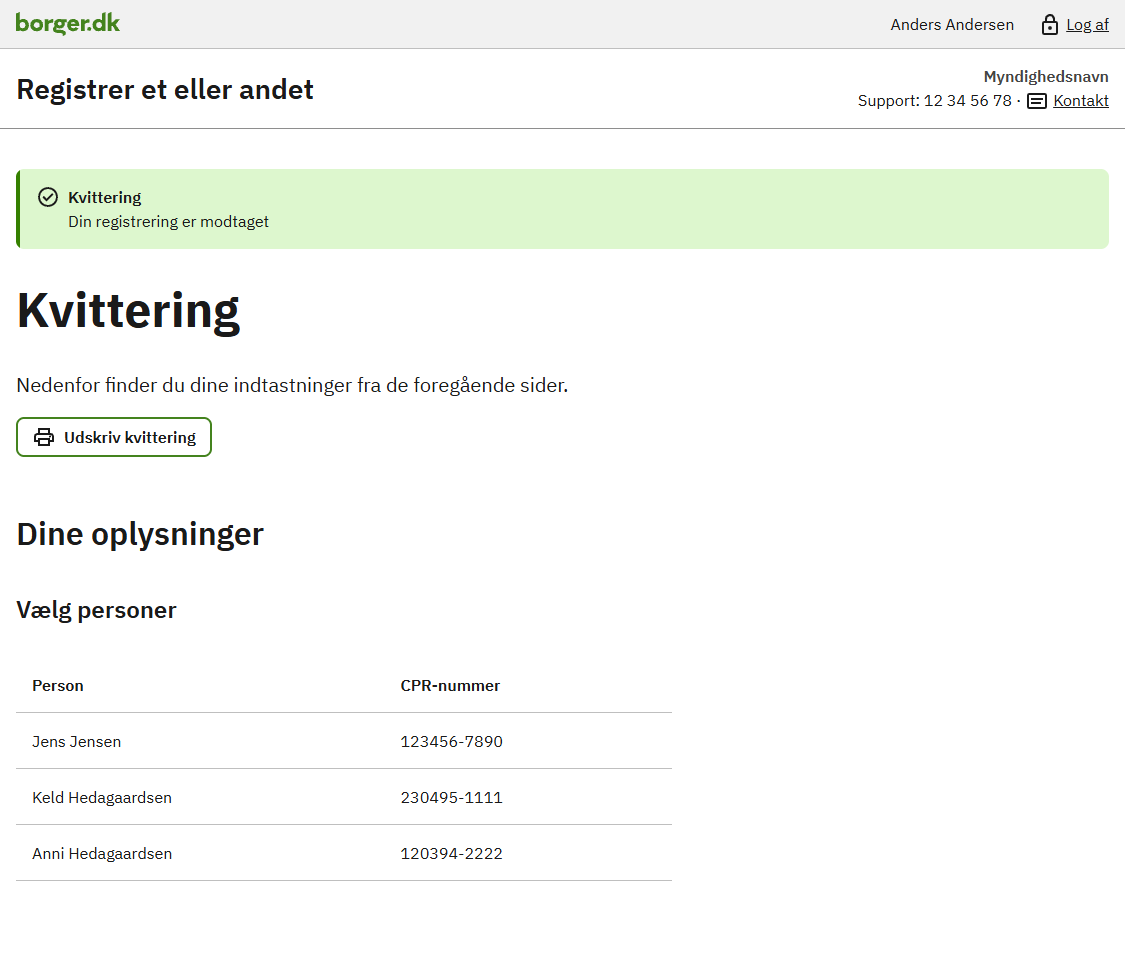 borger.dk
Anders Andersen Log af
Registrer et eller andet
Myndighedsnavn
Support: 12 34 56 78 · Kontakt
Kvittering
Din registrering er modtaget
Kvittering
Nedenfor finder du dine indtastninger fra de foregående sider.
Udskriv kvittering
Dine oplysninger
Vælg personer
Person CPR-nummer
Jens Jensen 123456-7890
Keld Hedagaardsen 230495-1111
Anni Hedagaardsen 120394-2222